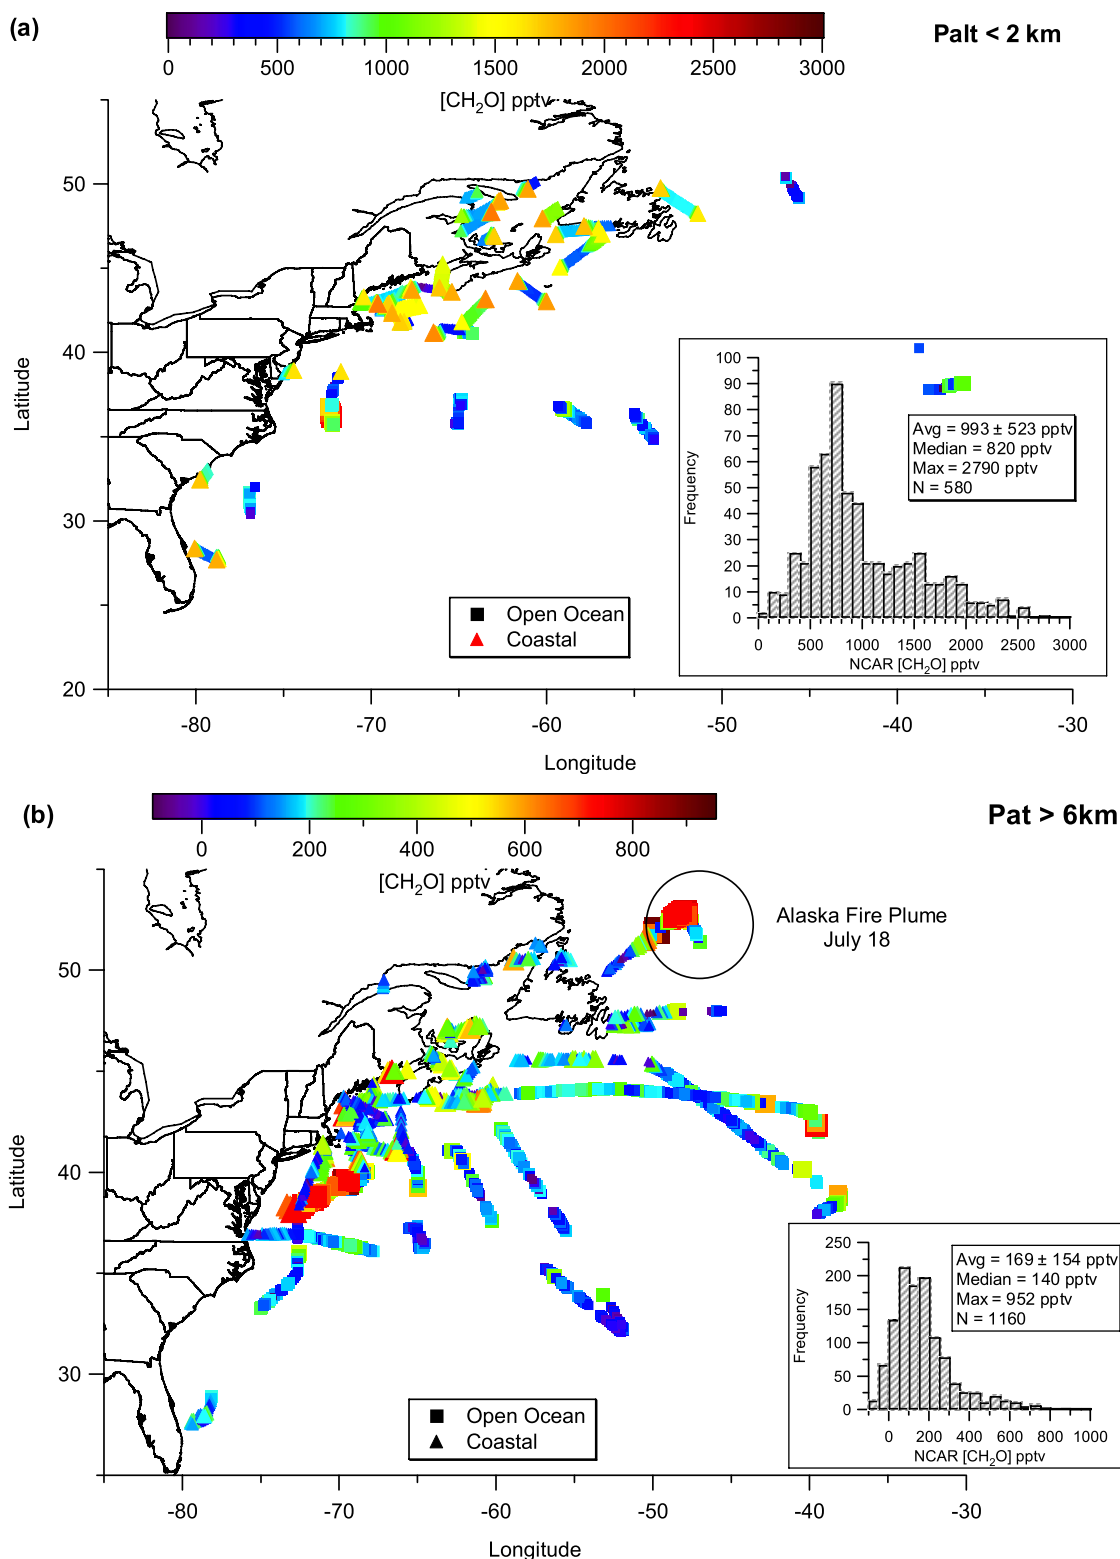 (a)
Palt < 2 km
0 500 1000 1500 2000 2500 3000
[CH2O] pptv
50
40
30
20
Latitude
-80 -70 -60 -50 -40 -30
Longitude
Open Ocean
Coastal
100
90
80
70
60
50
40
30
20
10
0
Frequency
Avg = 993 ± 523 pptv
Median = 820 pptv
Max = 2790 pptv
N = 580
0 500 1000 1500 2000 2500 3000
NCAR [CH2O] pptv
(b)
Pat > 6km
0 200 400 600 800
[CH2O] pptv
Alaska Fire Plume
July 18
50
40
30
Latitude
-80 -70 -60 -50 -40 -30
Longitude
Open Ocean
Coastal
250
200
150
100
50
0
Frequency
Avg = 169 ± 154 pptv
Median = 140 pptv
Max = 952 pptv
N = 1160
0 200 400 600 800 1000
NCAR [CH2O] pptv